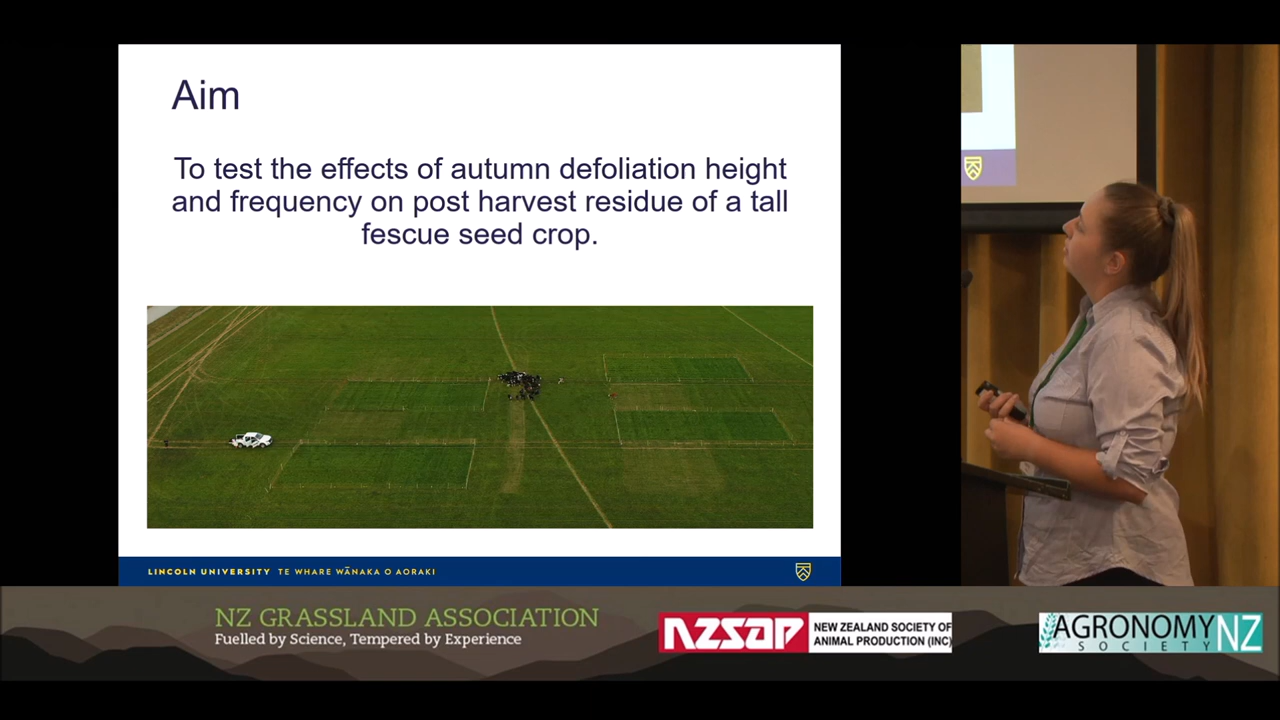 Aim
To test the effects of autumn defoliation height
and frequency on post harvest residue of a tall
fescue seed crop.
LINCOLN UNIVERSITY TE WHARE WĀNAKA O AORAKI
NZ GRASSLAND ASSOCIATION
Fuelled by Science, Tempered by Experience
NZSAP
NEW ZEALAND SOCIETY OF
ANIMAL PRODUCTION (INC)
AGRONOMY NZ
SOCIETY